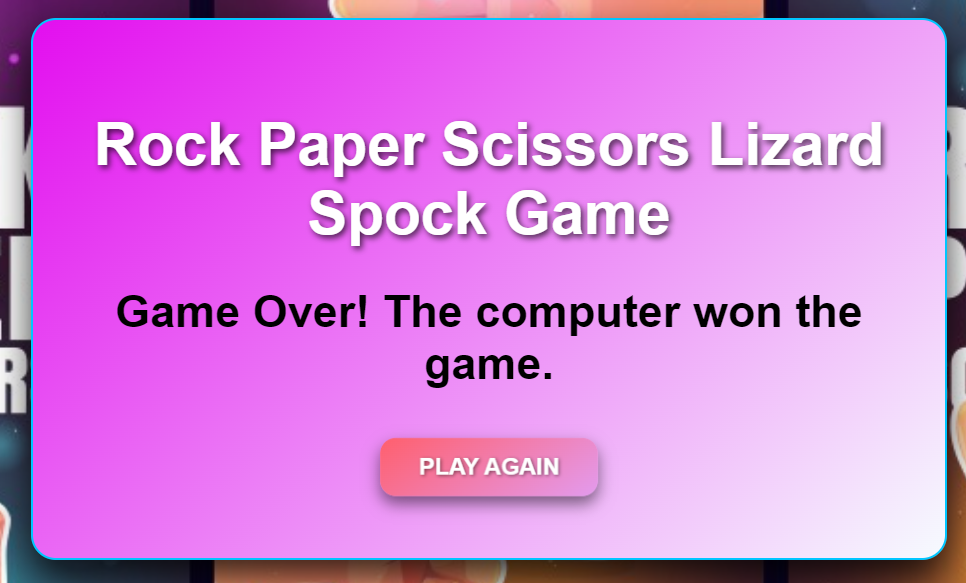 Rock Paper Scissors Lizard
Spock Game
Game Over! The computer won the
game.
PLAY AGAIN